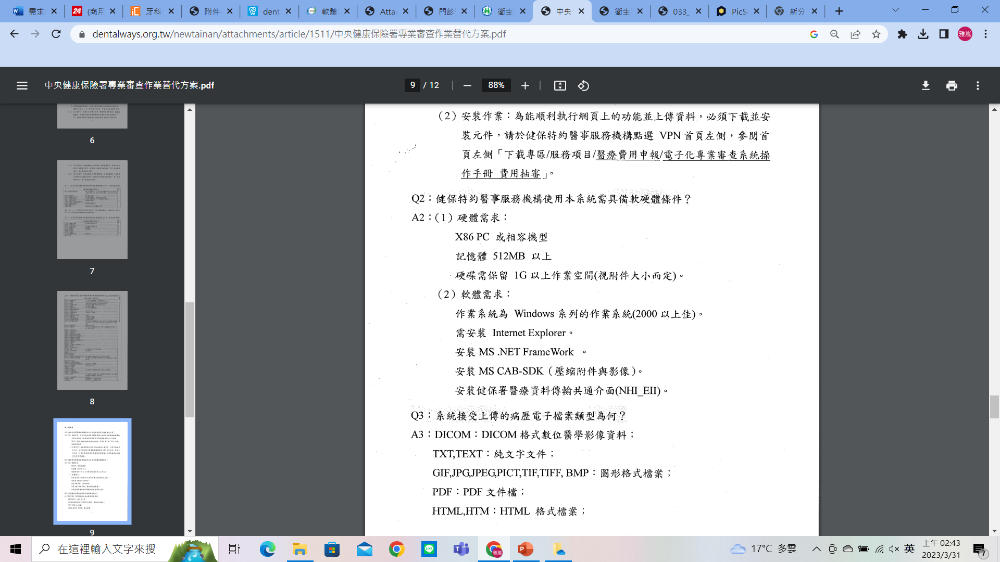 需求
(商用
牙科
附件
dent
軟體
Atta
門診
衛生
中央
衛生
033_
PicS
新分
dentalways.org.tw/newtainan/attachments/article/1511/中央健康保險署專業審查作業替代方案.pdf
雅嵐
中央健康保險署專業審查作業替代方案.pdf
9 / 12
88%
6
7
8
9
(2) 安裝作業：為能順利執行網頁上的功能並上傳資料，必須下載並安
裝元件，請於健保特約醫事服務機構點選 VPN 首頁左側，參閱首
頁左側「下載專區/服務項目/醫療費用申報/電子化專業審查系統操
作手冊 費用抽審」。
Q2：健保特約醫事服務機構使用本系統需具備軟硬體條件？
A2：(1) 硬體需求：
X86 PC 或相容機型
記憶體 512MB 以上
硬碟需保留 1G 以上作業空間(視附件大小而定)。
(2) 軟體需求：
作業系統為 Windows 系列的作業系統(2000 以上佳)。
需安裝 Internet Explorer。
安裝 MS .NET FrameWork 。
安裝 MS CAB-SDK（壓縮附件與影像）。
安裝健保署醫療資料傳輸共通介面(NHI_EII)。
Q3：系統接受上傳的病歷電子檔案類型為何？
A3：DICOM：DICOM 格式數位醫學影像資料；
TXT,TEXT：純文字文件；
GIF,JPG,JPEG,PICT,TIF,TIFF, BMP：圖形格式檔案；
PDF：PDF 文件檔；
HTML,HTM：HTML 格式檔案；
在這裡輸入文字來搜
17°C 多雲
英
上午 02:43
2023/3/31
7